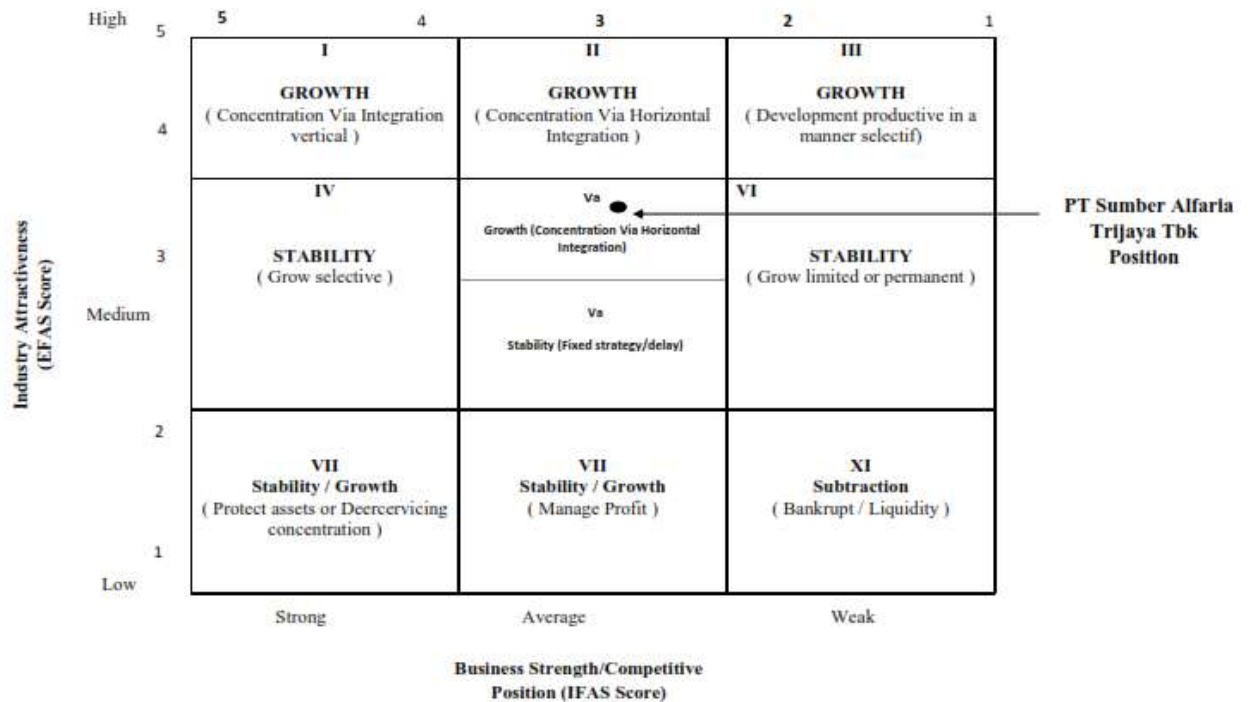 High
5
5
4
3
2
1
I
GROWTH
( Concentration Via Integration
vertical )
II
GROWTH
( Concentration Via Horizontal
Integration )
III
GROWTH
( Development productive in a
manner selectif)
4
IV
STABILITY
( Grow selective )
Va
Growth (Concentration Via Horizontal
Integration)
VI
STABILITY
( Grow limited or permanent )
PT Sumber Alfaria
Trijaya Tbk
Position
3
Medium
Va
Stability (Fixed strategy/delay)
Industry Attractiveness
(EFAS Score)
2
VII
Stability / Growth
( Protect assets or Deercervicing
concentration )
VII
Stability / Growth
( Manage Profit )
XI
Subtraction
( Bankrupt / Liquidity )
1
Low
Strong
Average
Weak
Business Strength/Competitive
Position (IFAS Score)